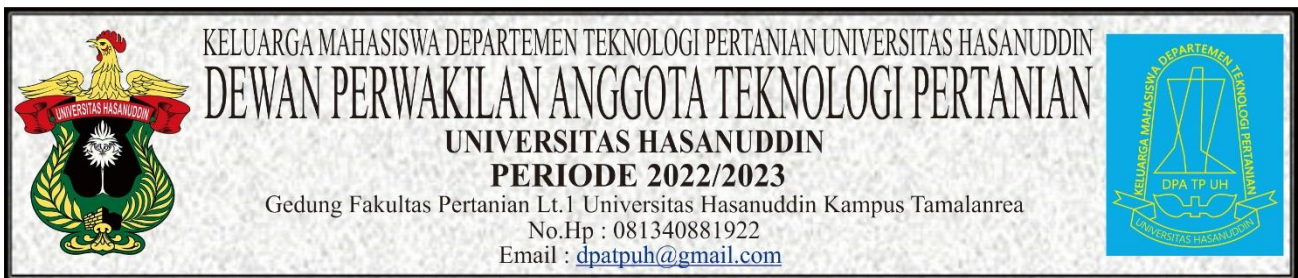 UNIVERSITAS HASANUDDIN
KELUARGA MAHASISWA DEPARTEMEN TEKNOLOGI PERTANIAN UNIVERSITAS HASANUDDIN
DEWAN PERWAKILAN ANGGOTA TEKNOLOGI PERTANIAN
UNIVERSITAS HASANUDDIN
PERIODE 2022/2023
Gedung Fakultas Pertanian Lt.1 Universitas Hasanuddin Kampus Tamalanrea
No.Hp : 081340881922
Email : dpatpuh@gmail.com
KELUARGA MAHASISWA DEPARTEMEN TEKNOLOGI PERTANIAN
DPA TP UH
UNIVERSITAS HASANUDDIN